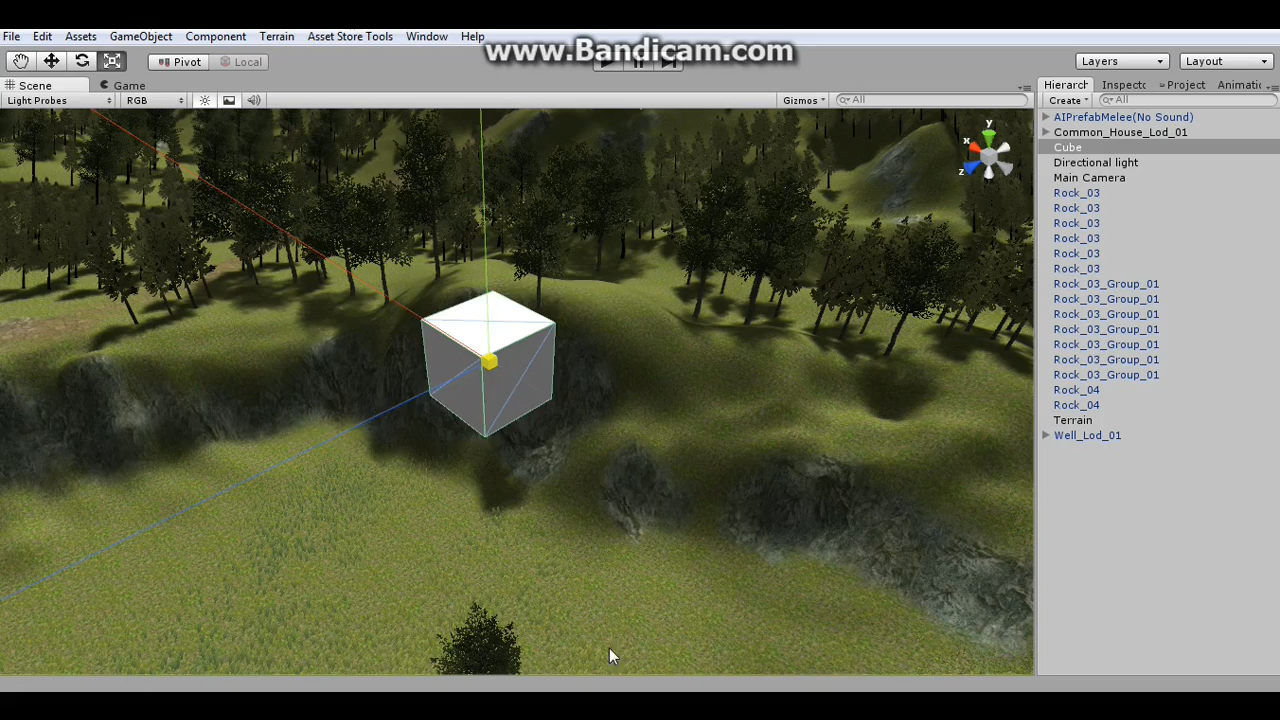 www.Bandicam.com
File Edit Assets GameObject Component Terrain Asset Store Tools Window Help
Pivot Local Layers Layout
Scene Game Hierarch Inspectc Project Animatic
Light Probes RGB Gizmos All Create All
AIPrefabMelee(No Sound)
Common_House_Lod_01
Cube
Directional light
Main Camera
Rock_03
Rock_03
Rock_03
Rock_03
Rock_03
Rock_03
Rock_03_Group_01
Rock_03_Group_01
Rock_03_Group_01
Rock_03_Group_01
Rock_03_Group_01
Rock_03_Group_01
Rock_03_Group_01
Rock_04
Rock_04
Terrain
Well_Lod_01
y
x
z